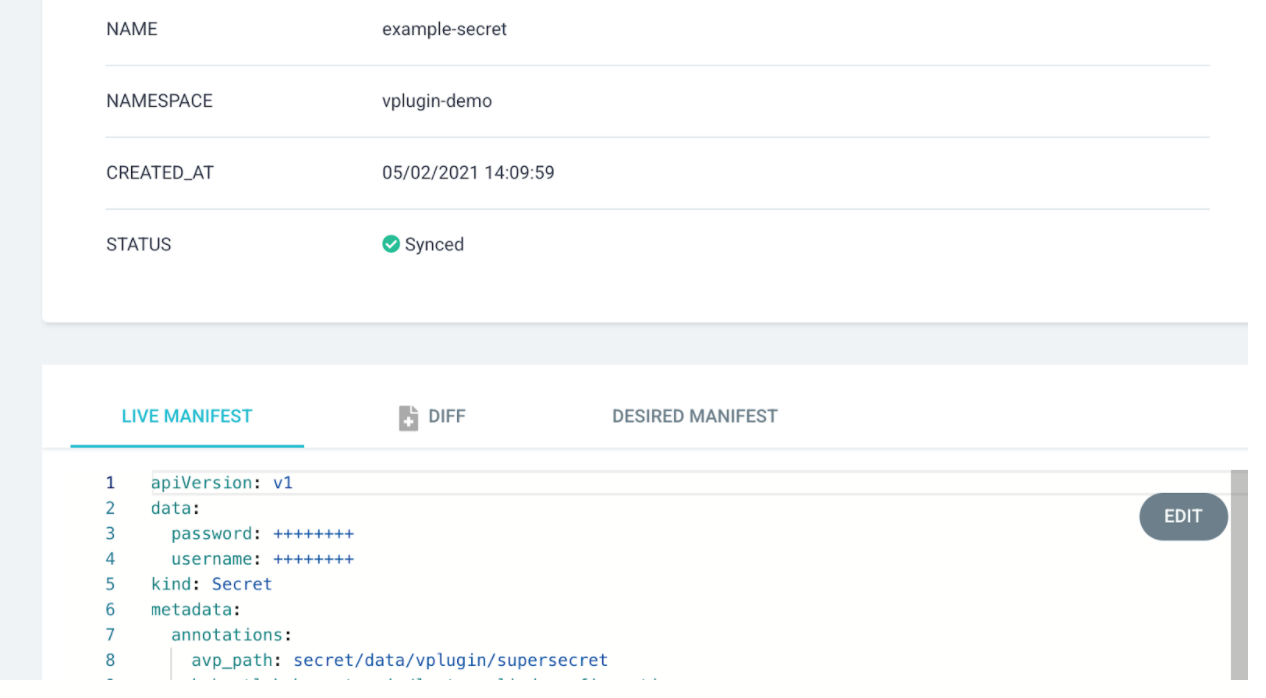 NAME example-secret
NAMESPACE vplugin-demo
CREATED_AT 05/02/2021 14:09:59
STATUS Synced
LIVE MANIFEST DIFF DESIRED MANIFEST
1 apiVersion: v1
EDIT
2 data:
3 password: ++++++++
4 username: ++++++++
5 kind: Secret
6 metadata:
7 annotations:
8 avp_path: secret/data/vplugin/supersecret